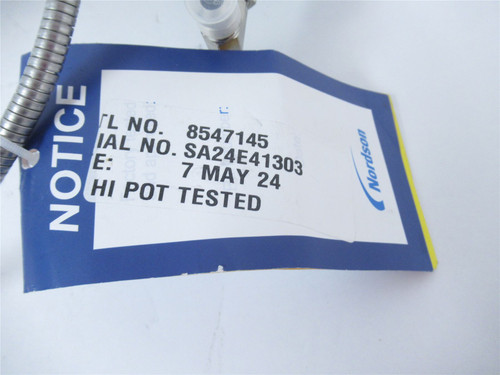 NOTICE
TL NO. 8547145
IAL NO. SA24E41303
E: 7 MAY 24
HI POT TESTED
Nordson